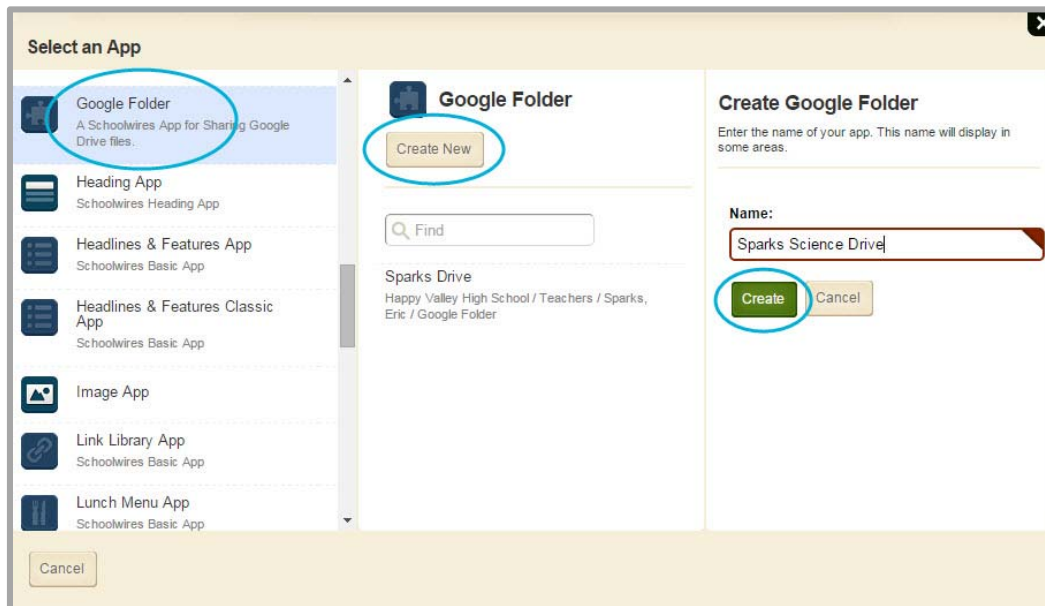 Select an App
Google Folder
A Schoolwires App for Sharing Google
Drive files.
Heading App
Schoolwires Heading App
Headlines & Features App
Schoolwires Basic App
Headlines & Features Classic
App
Schoolwires Basic App
Image App
Link Library App
Schoolwires Basic App
Lunch Menu App
Schoolwires Basic App
Cancel
Google Folder
Create New
Find
Sparks Drive
Happy Valley High School / Teachers / Sparks,
Eric / Google Folder
Create Google Folder
Enter the name of your app. This name will display in
some areas.
Name:
Sparks Science Drive
Create
Cancel